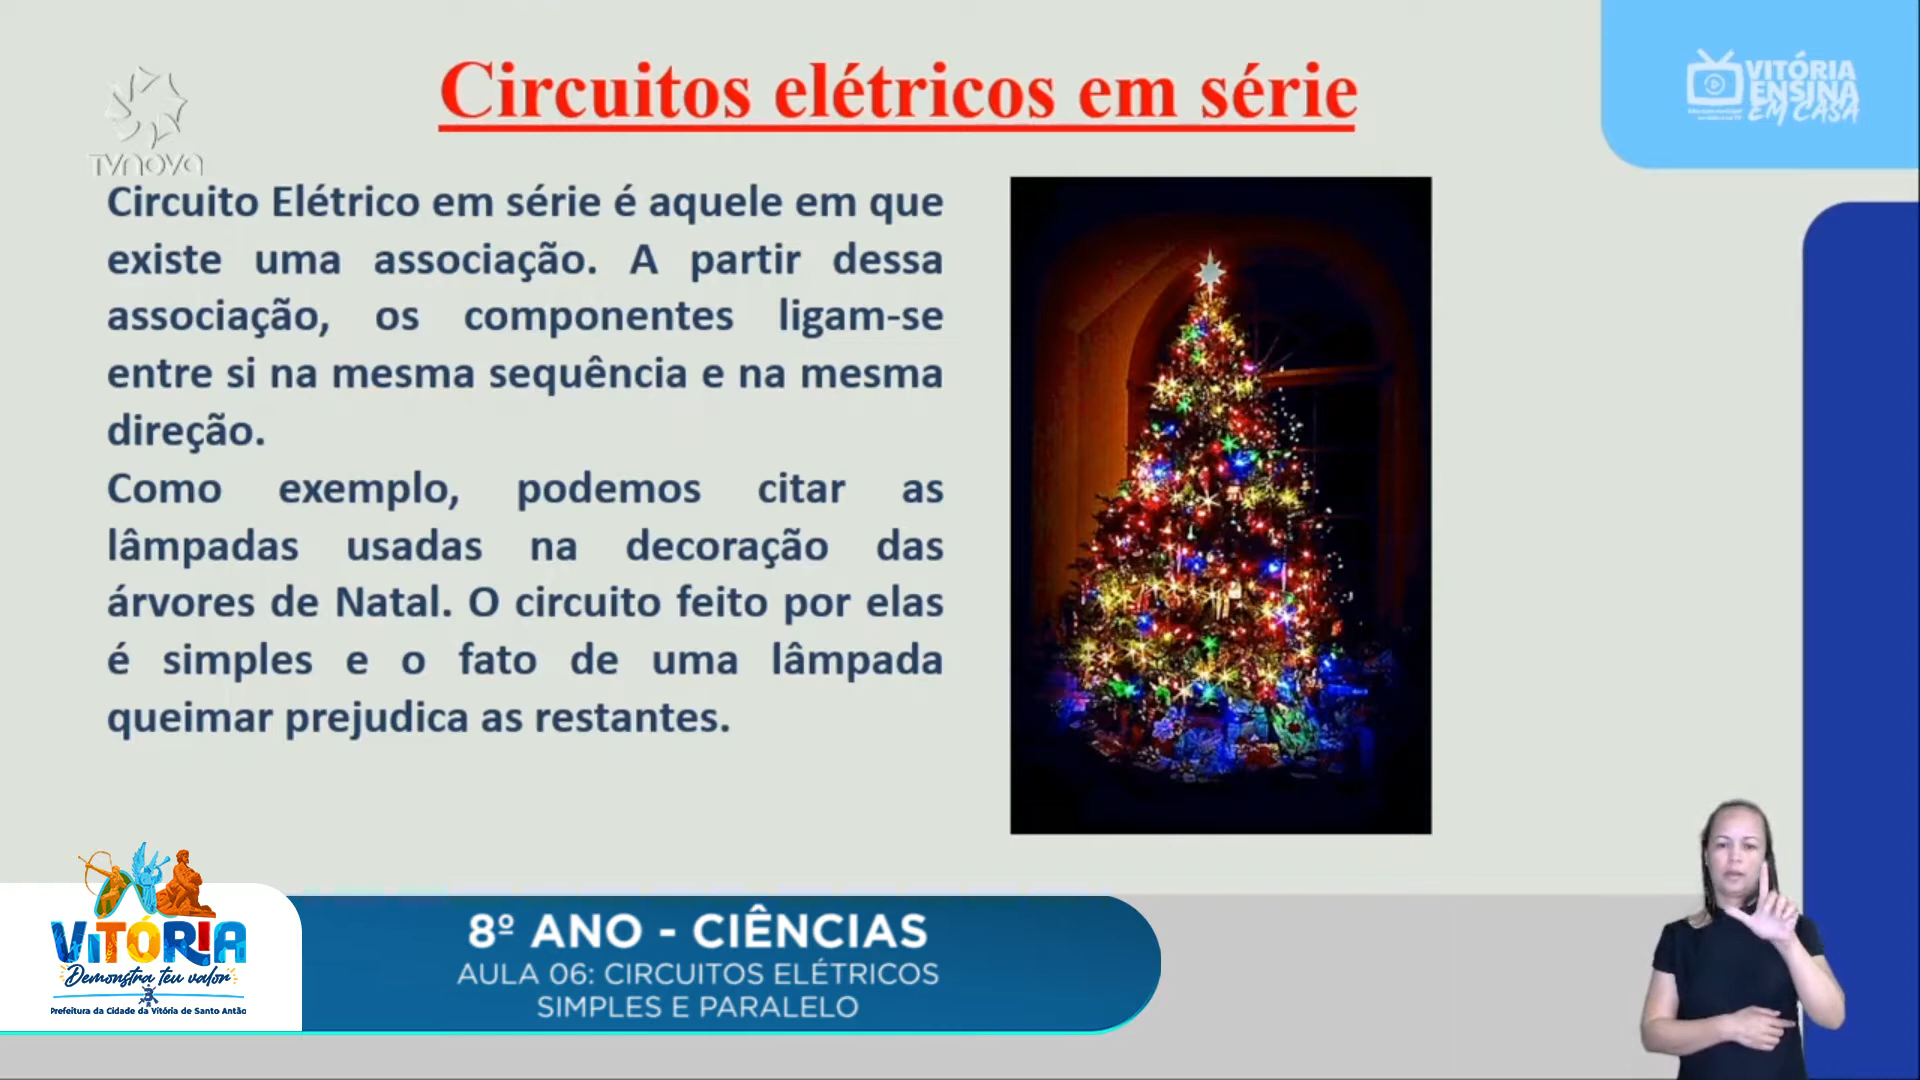 Circuitos elétricos em série
TVNOVA
VITÓRIA
ENSINA
EM CASA
Circuito Elétrico em série é aquele em que
existe uma associação. A partir dessa
associação, os componentes ligam-se
entre si na mesma sequência e na mesma
direção.
Como exemplo, podemos citar as
lâmpadas usadas na decoração das
árvores de Natal. O circuito feito por elas
é simples e o fato de uma lâmpada
queimar prejudica as restantes.
VITÓRIA
Demonstra teu valor
Prefeitura da Cidade da Vitória de Santo Antão
8º ANO - CIÊNCIAS
AULA 06: CIRCUITOS ELÉTRICOS
SIMPLES E PARALELO